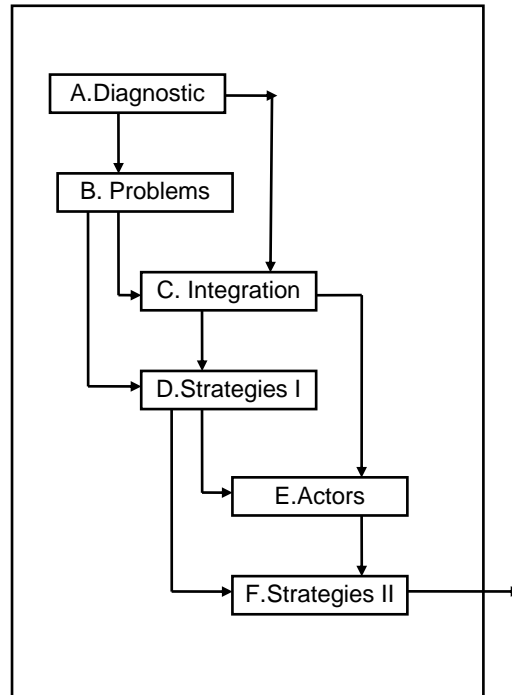 A.Diagnostic
B. Problems
C. Integration
D.Strategies I
E.Actors
F.Strategies II